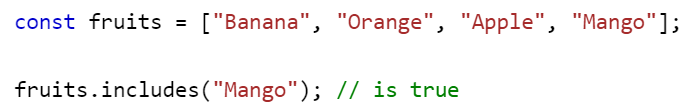 const fruits = ["Banana", "Orange", "Apple", "Mango"];
fruits.includes("Mango"); // is true